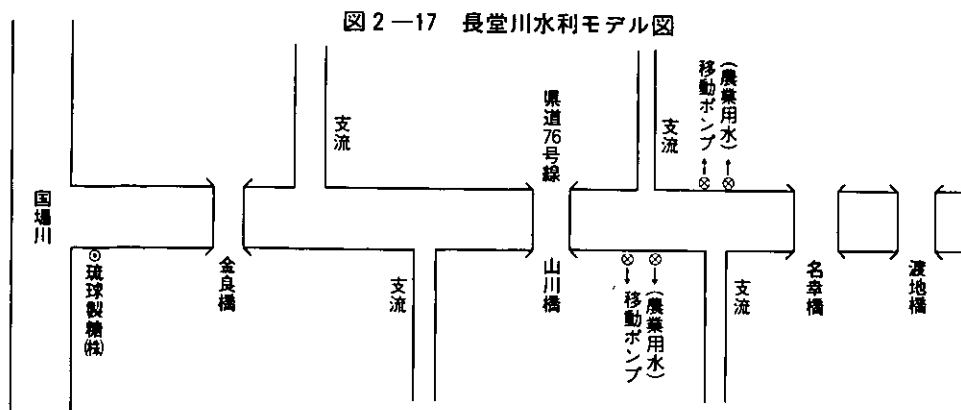 図2―17 長堂川水利モデル図
国場川
琉球製糖㈱
金良橋
支流
支流
県道76号線
山川橋
移動ポンプ
(農業用水)
支流
移動ポンプ
(農業用水)
支流
名幸橋
渡地橋